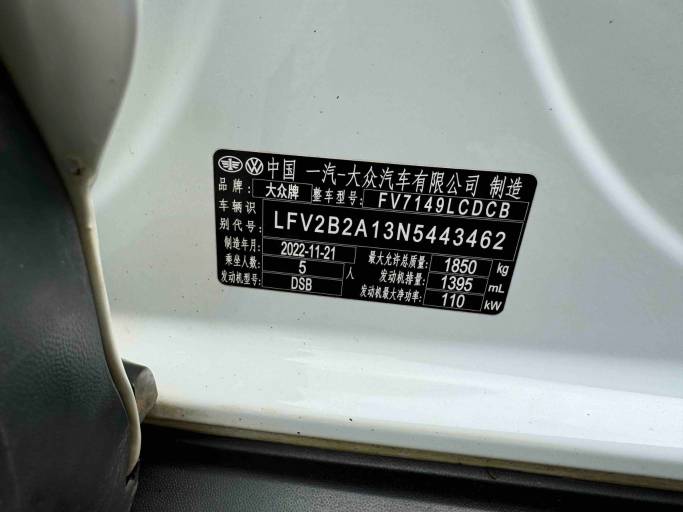 中国 一汽-大众汽车有限公司 制造
品牌: 大众牌 整车型号: FV7149LCDCB
车辆识别代号: LFV2B2A13N5443462
制造年月: 2022-11-21 最大允许总质量: 1850 kg
乘坐人数: 5 人 发动机排量: 1395 mL
发动机型号: DSB 发动机最大净功率: 110 kW